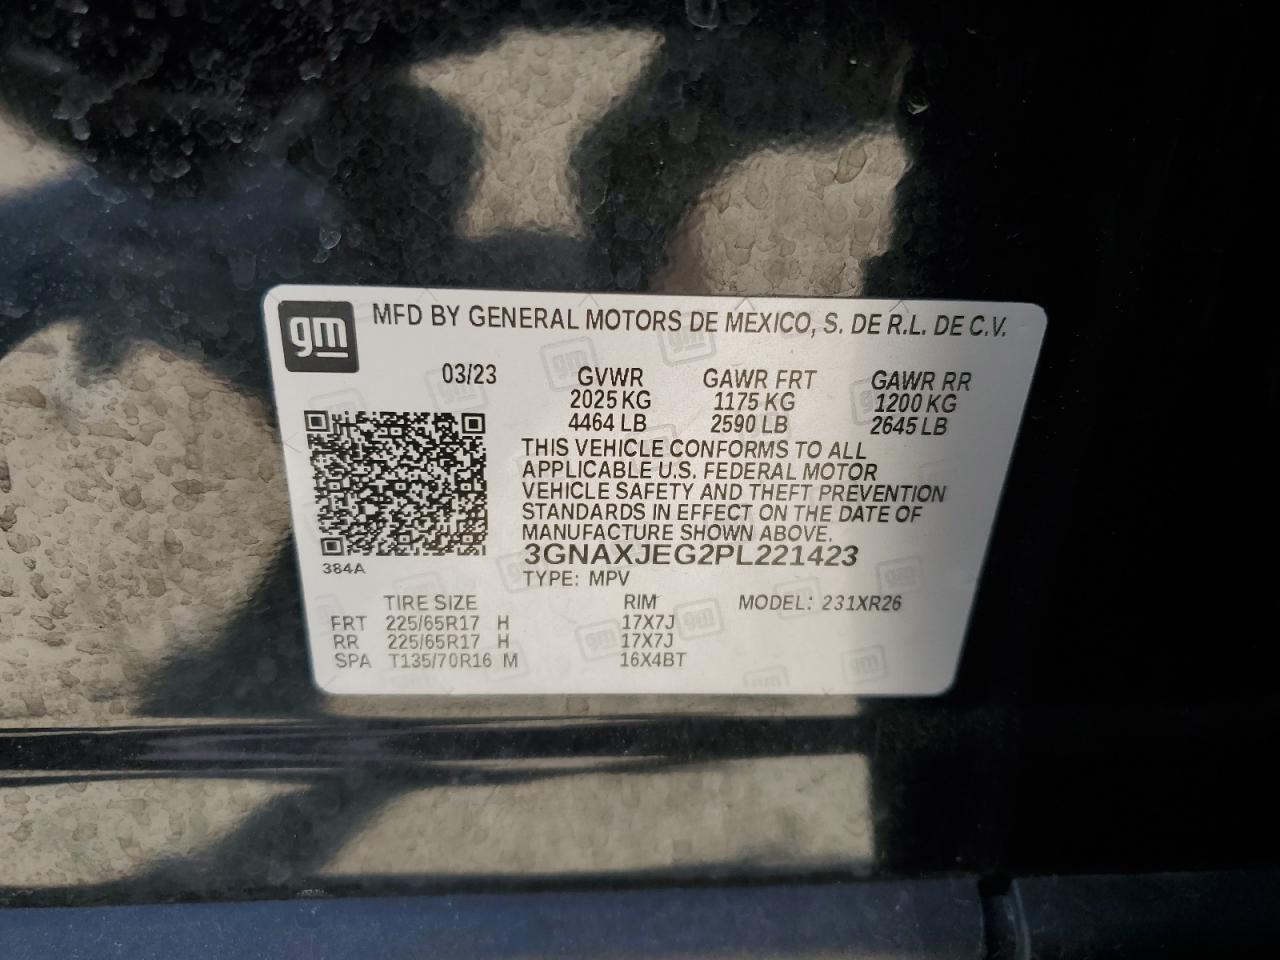 gm MFD BY GENERAL MOTORS DE MEXICO, S. DE R.L. DE C.V.
03/23 GVWR GAWR FRT GAWR RR
2025 KG 1175 KG 1200 KG
4464 LB 2590 LB 2645 LB
THIS VEHICLE CONFORMS TO ALL
APPLICABLE U.S. FEDERAL MOTOR
VEHICLE SAFETY AND THEFT PREVENTION
STANDARDS IN EFFECT ON THE DATE OF
MANUFACTURE SHOWN ABOVE.
3GNAXJEG2PL221423
384A TYPE: MPV
TIRE SIZE RIM MODEL: 231XR26
FRT 225/65R17 H 17X7J
RR 225/65R17 H 17X7J
SPA T135/70R16 M 16X4BT